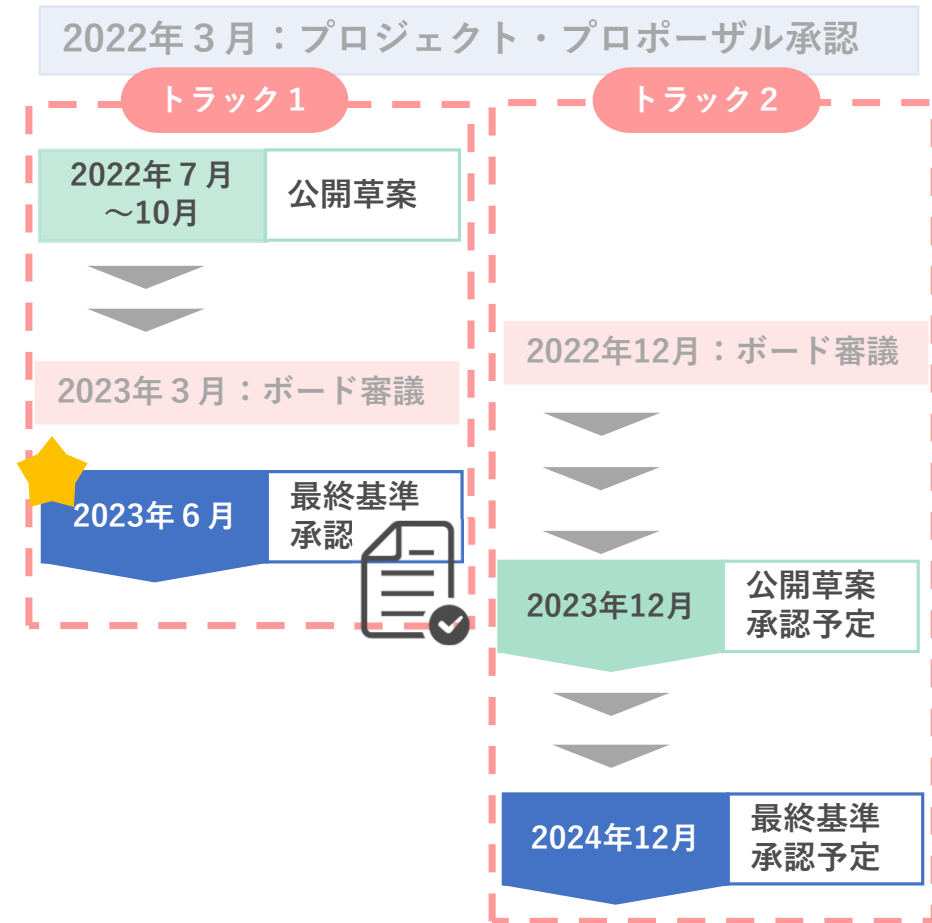 2022年３月：プロジェクト・プロポーザル承認
トラック１
2022年７月
～10月
公開草案
2023年３月：ボード審議
2023年６月
最終基準
承認
トラック２
2022年12月：ボード審議
2023年12月
公開草案
承認予定
2024年12月
最終基準
承認予定